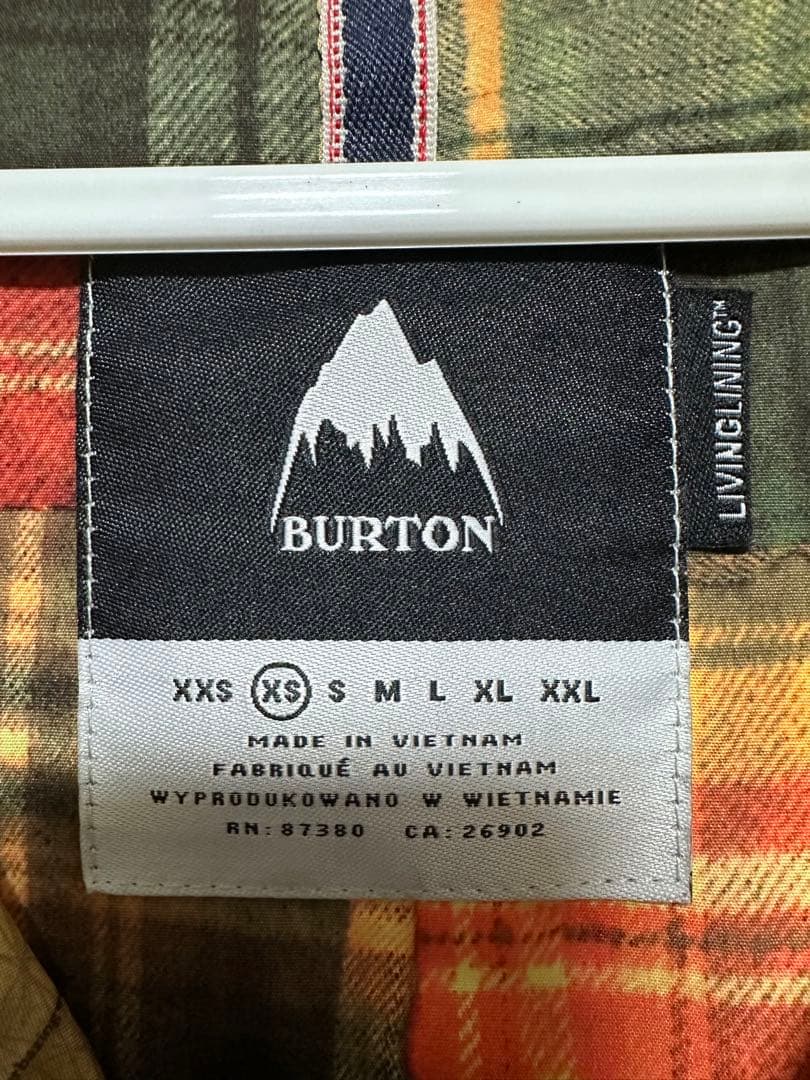 BURTON
LIVINGLINING™
XXS XS S M L XL XXL
MADE IN VIETNAM
FABRIQUÉ AU VIETNAM
WYPRODUKOWANO W WIETNAMIE
RN: 87380 CA: 26902